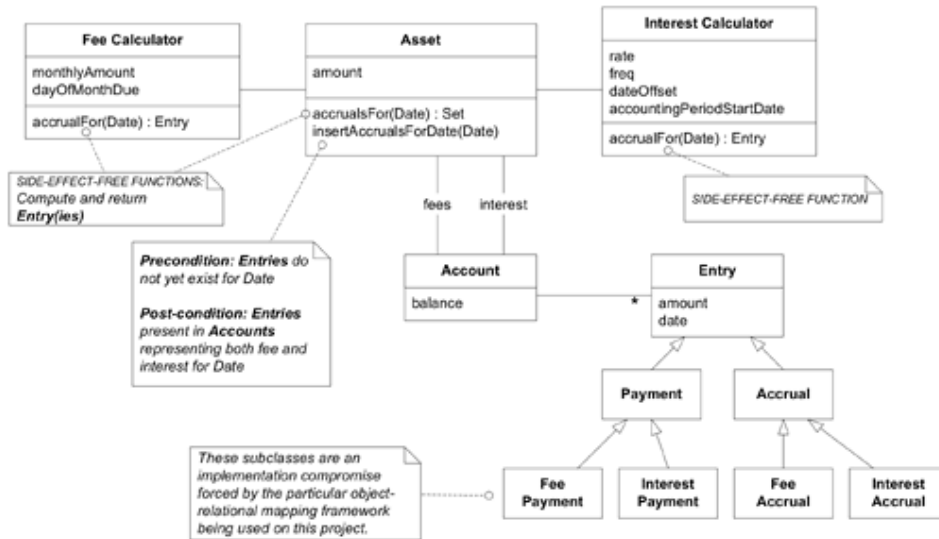 Fee Calculator
monthlyAmount
dayOfMonthDue
accrualFor(Date) : Entry
Asset
amount
accrualsFor(Date) : Set
insertAccrualsForDate(Date)
Interest Calculator
rate
freq
dateOffset
accountingPeriodStartDate
accrualFor(Date) : Entry
SIDE-EFFECT-FREE FUNCTIONS:
Compute and return
Entry(ies)
fees
interest
SIDE-EFFECT-FREE FUNCTION
Precondition: Entries do
not yet exist for Date
Post-condition: Entries
present in Accounts
representing both fee and
interest for Date
Account
balance
*
Entry
amount
date
Payment
Accrual
These subclasses are an
implementation compromise
forced by the particular object-
relational mapping framework
being used on this project.
Fee
Payment
Interest
Payment
Fee
Accrual
Interest
Accrual